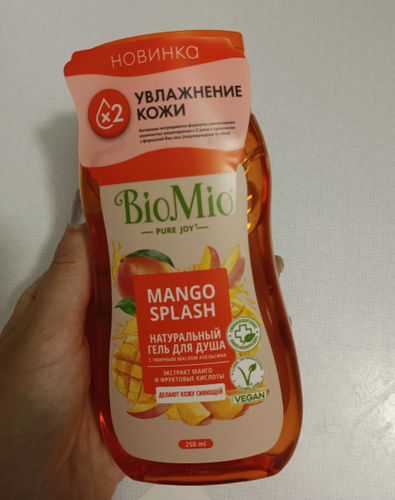 НОВИНКА
×2
УВЛАЖНЕНИЕ
КОЖИ
BioMio
PURE JOY
MANGO
SPLASH
НАТУРАЛЬНЫЙ
ГЕЛЬ ДЛЯ ДУША
С ЭФИРНЫМ МАСЛОМ АПЕЛЬСИНА
ЭКСТРАКТ МАНГО
И ФРУКТОВЫЕ КИСЛОТЫ
ДЕЛАЮТ КОЖУ СИЯЮЩЕЙ
VEGAN
250 ml